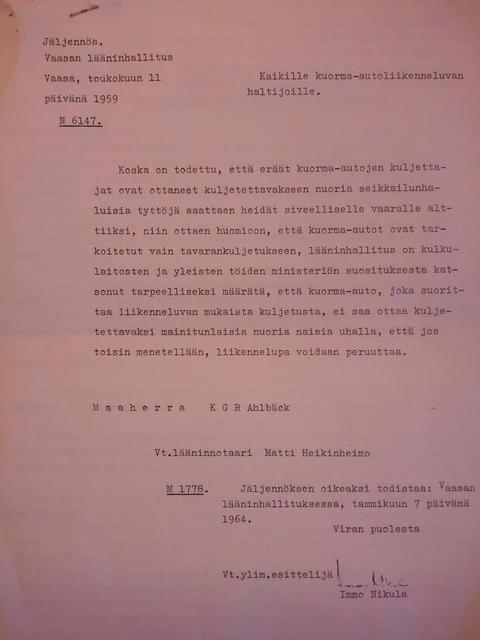 Jäljennös.
Vaasan lääninhallitus
Vaasa, toukokuun 11
päivänä 1959
N 6147.
Kaikille kuorma-autoliikenneluvan
haltijoille.
Koska on todettu, että eräät kuorma-autojen kuljetta-
jat ovat ottaneet kuljetettavakseen nuoria seikkailunha-
luisia tyttöjä saattaen heidät siveelliselle vaaralle alt-
tiiksi, niin ottaen huomioon, että kuorma-autot ovat tar-
koitetut vain tavarankuljetukseen, lääninhallitus on kulku-
laitosten ja yleisten töiden ministeriön suosituksesta kat-
sonut tarpeelliseksi määrätä, että kuorma-auto, joka suorit-
taa liikenneluvan mukaista kuljetusta, ei saa ottaa kulje-
tettavaksi mainitunlaisia nuoria naisia uhalla, että jos
toisin menetellään, liikennelupa voidaan peruuttaa.
Maaherra K G R Ahlbäck
Vt.lääninnotaari Matti Heikinheimo
M 1778. Jäljennöksen oikeaksi todistaa: Vaasan
lääninhallituksessa, tammikuun 7 päivänä
1964.
Viran puolesta
Vt.ylim.esittelijä
Immo Nikula